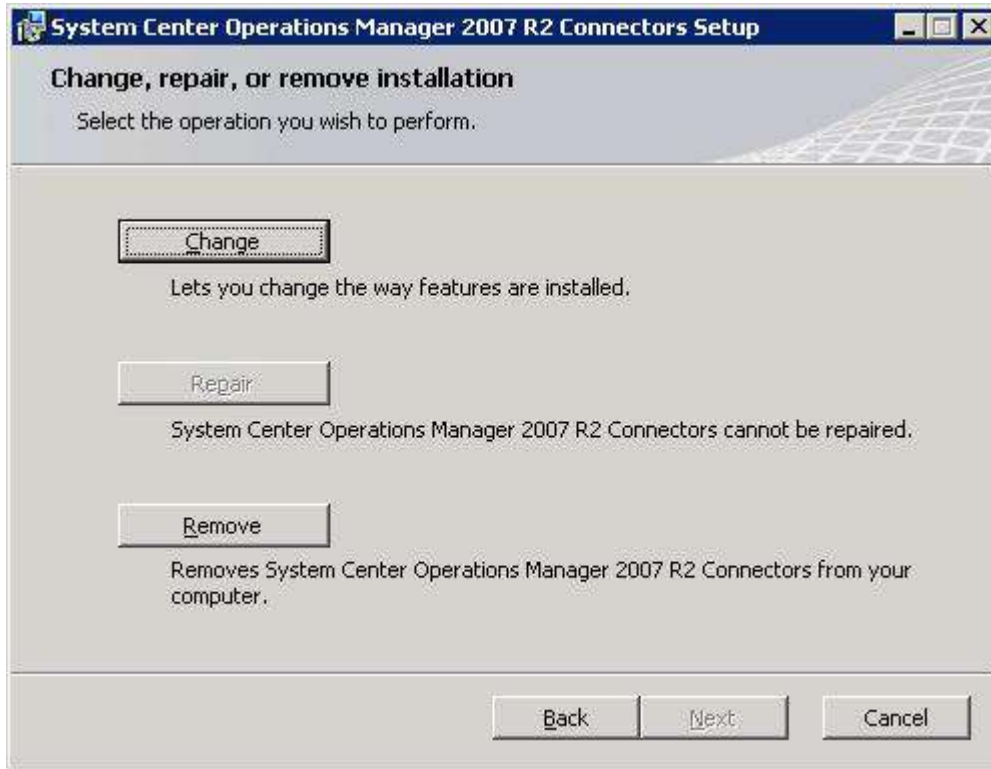 System Center Operations Manager 2007 R2 Connectors Setup
Change, repair, or remove installation
Select the operation you wish to perform.
Change
Lets you change the way features are installed.
Repair
System Center Operations Manager 2007 R2 Connectors cannot be repaired.
Remove
Removes System Center Operations Manager 2007 R2 Connectors from your
computer.
Back Next Cancel